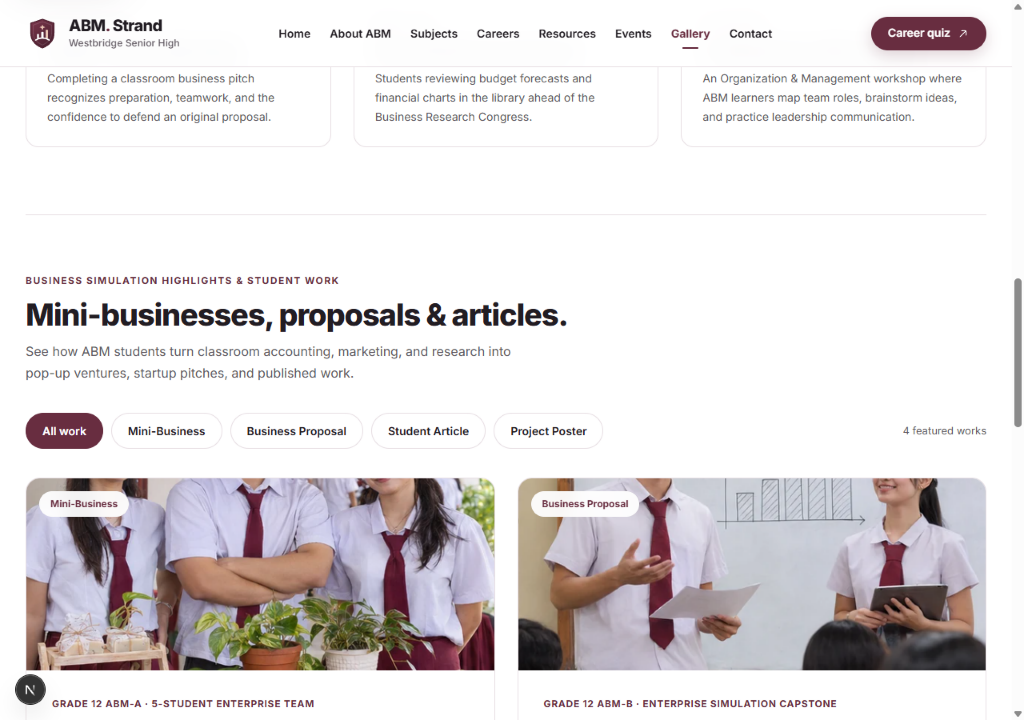 ABM. Strand
Westbridge Senior High
Home About ABM Subjects Careers Resources Events Gallery Contact
Career quiz
Completing a classroom business pitch
recognizes preparation, teamwork, and the
confidence to defend an original proposal.
Students reviewing budget forecasts and
financial charts in the library ahead of the
Business Research Congress.
An Organization & Management workshop where
ABM learners map team roles, brainstorm ideas,
and practice leadership communication.
BUSINESS SIMULATION HIGHLIGHTS & STUDENT WORK
Mini-businesses, proposals & articles.
See how ABM students turn classroom accounting, marketing, and research into
pop-up ventures, startup pitches, and published work.
All work Mini-Business Business Proposal Student Article Project Poster
4 featured works
Mini-Business
Business Proposal
N
GRADE 12 ABM-A · 5-STUDENT ENTERPRISE TEAM
GRADE 12 ABM-B · ENTERPRISE SIMULATION CAPSTONE